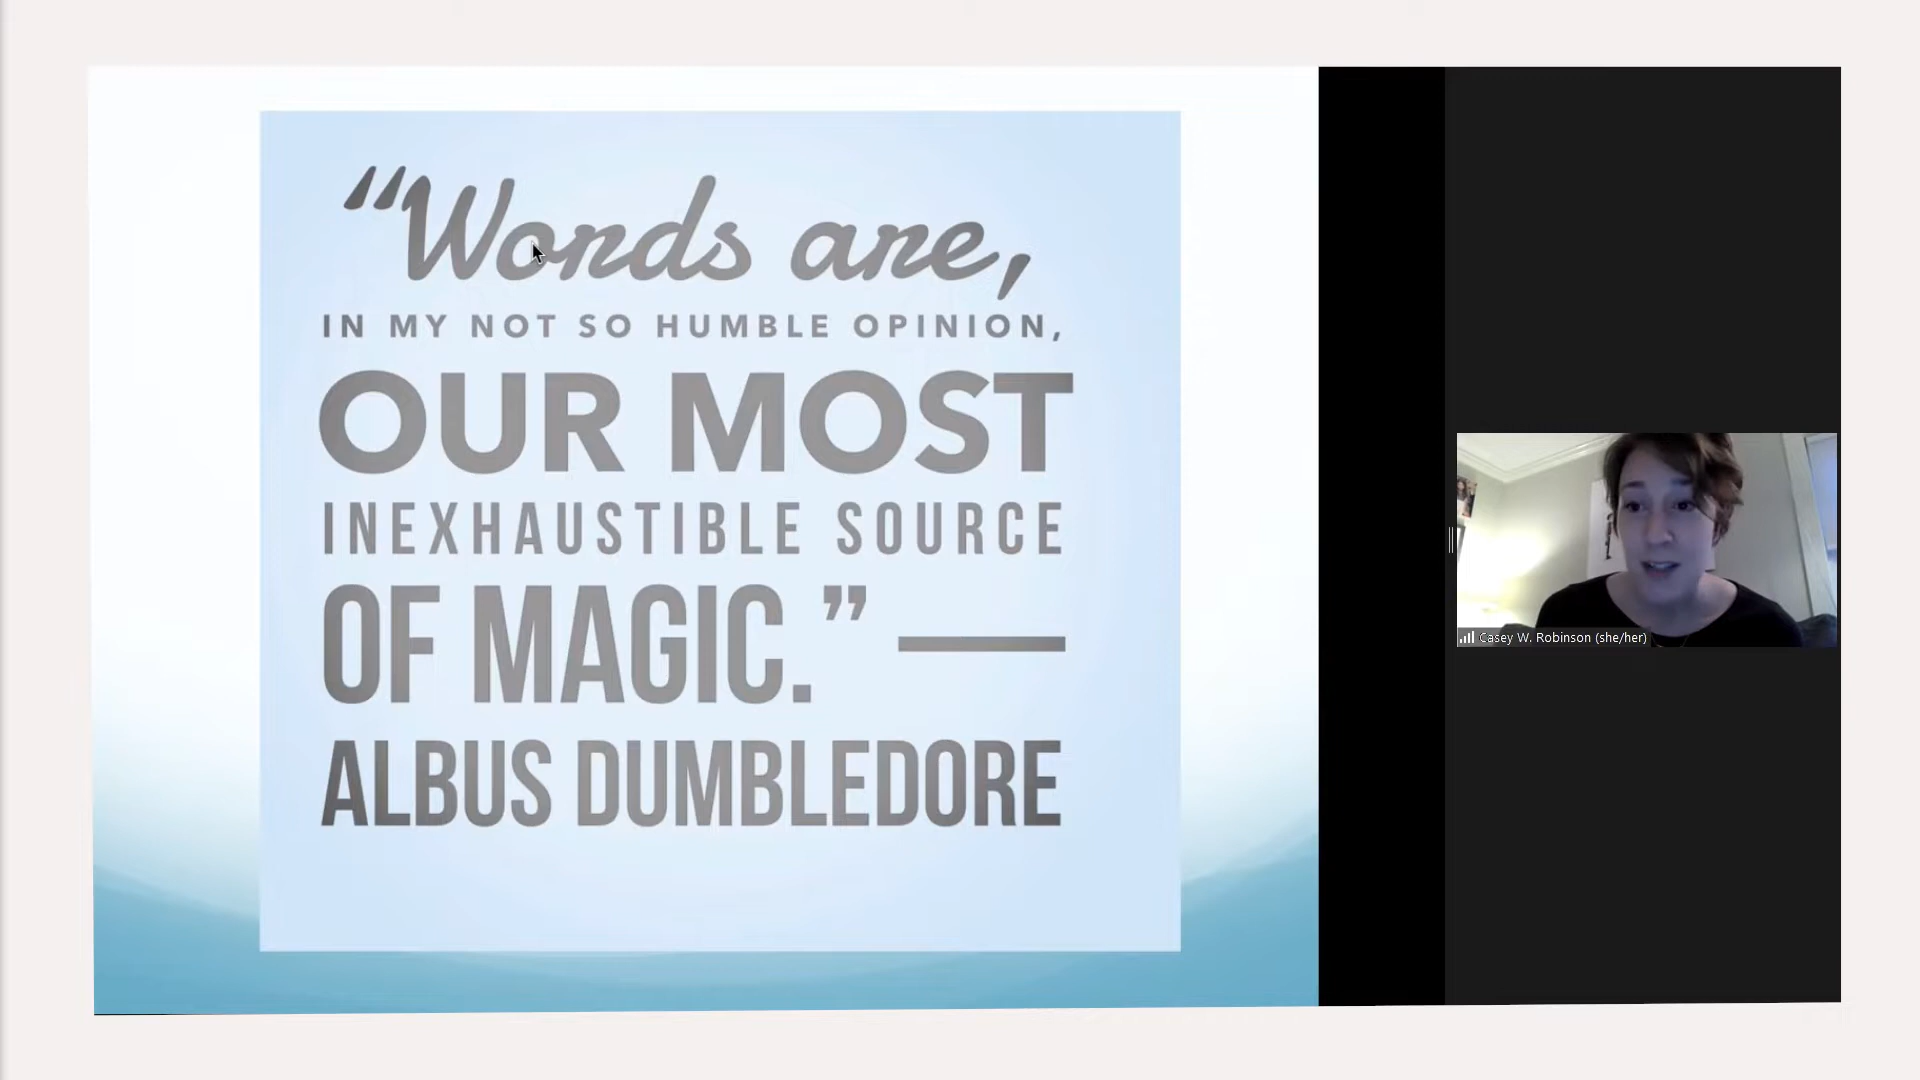 “Words are,
IN MY NOT SO HUMBLE OPINION,
OUR MOST
INEXHAUSTIBLE SOURCE
OF MAGIC.” —
ALBUS DUMBLEDORE
Casey W. Robinson (she/her)